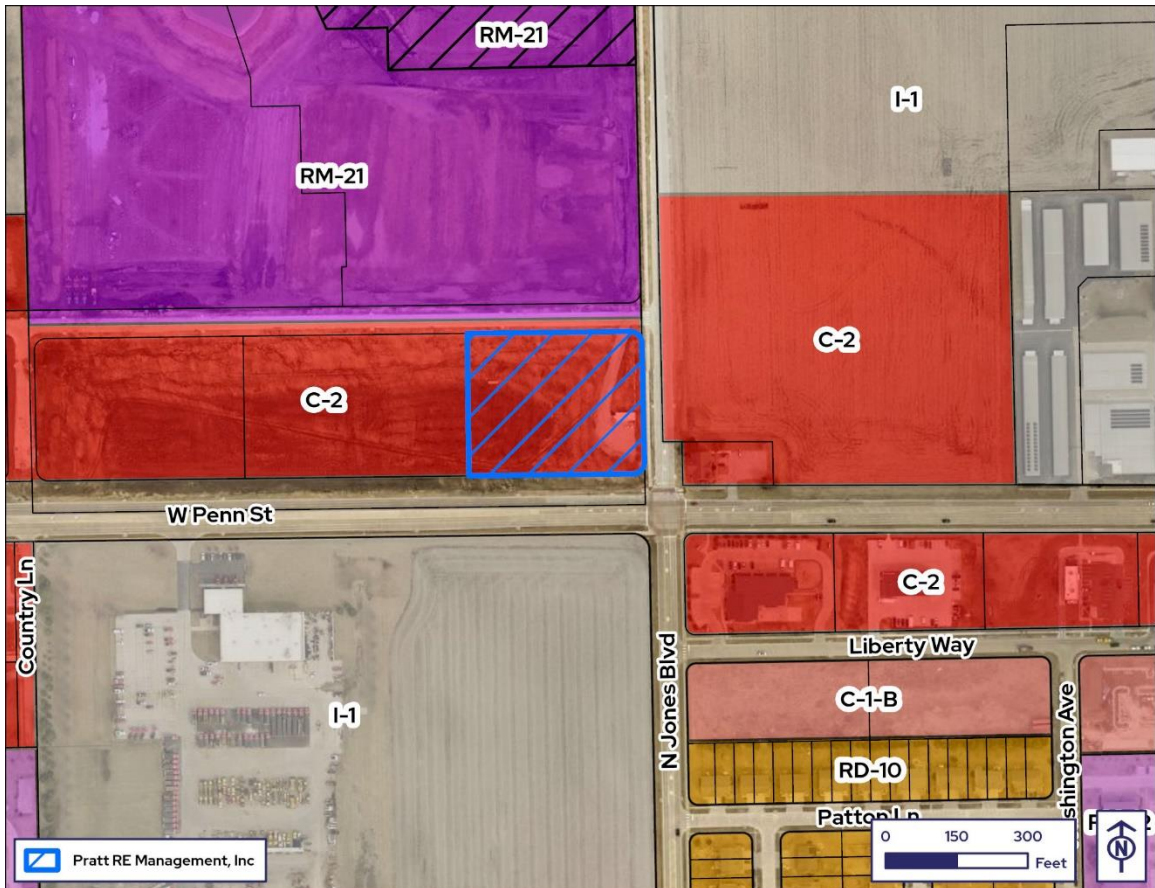 RM-21
I-1
RM-21
C-2
C-2
W Penn St
Country Ln
N Jones Blvd
C-2
Liberty Way
C-1-B
I-1
RD-10
Patton Ln
Pratt RE Management, Inc
0 150 300
Feet
N